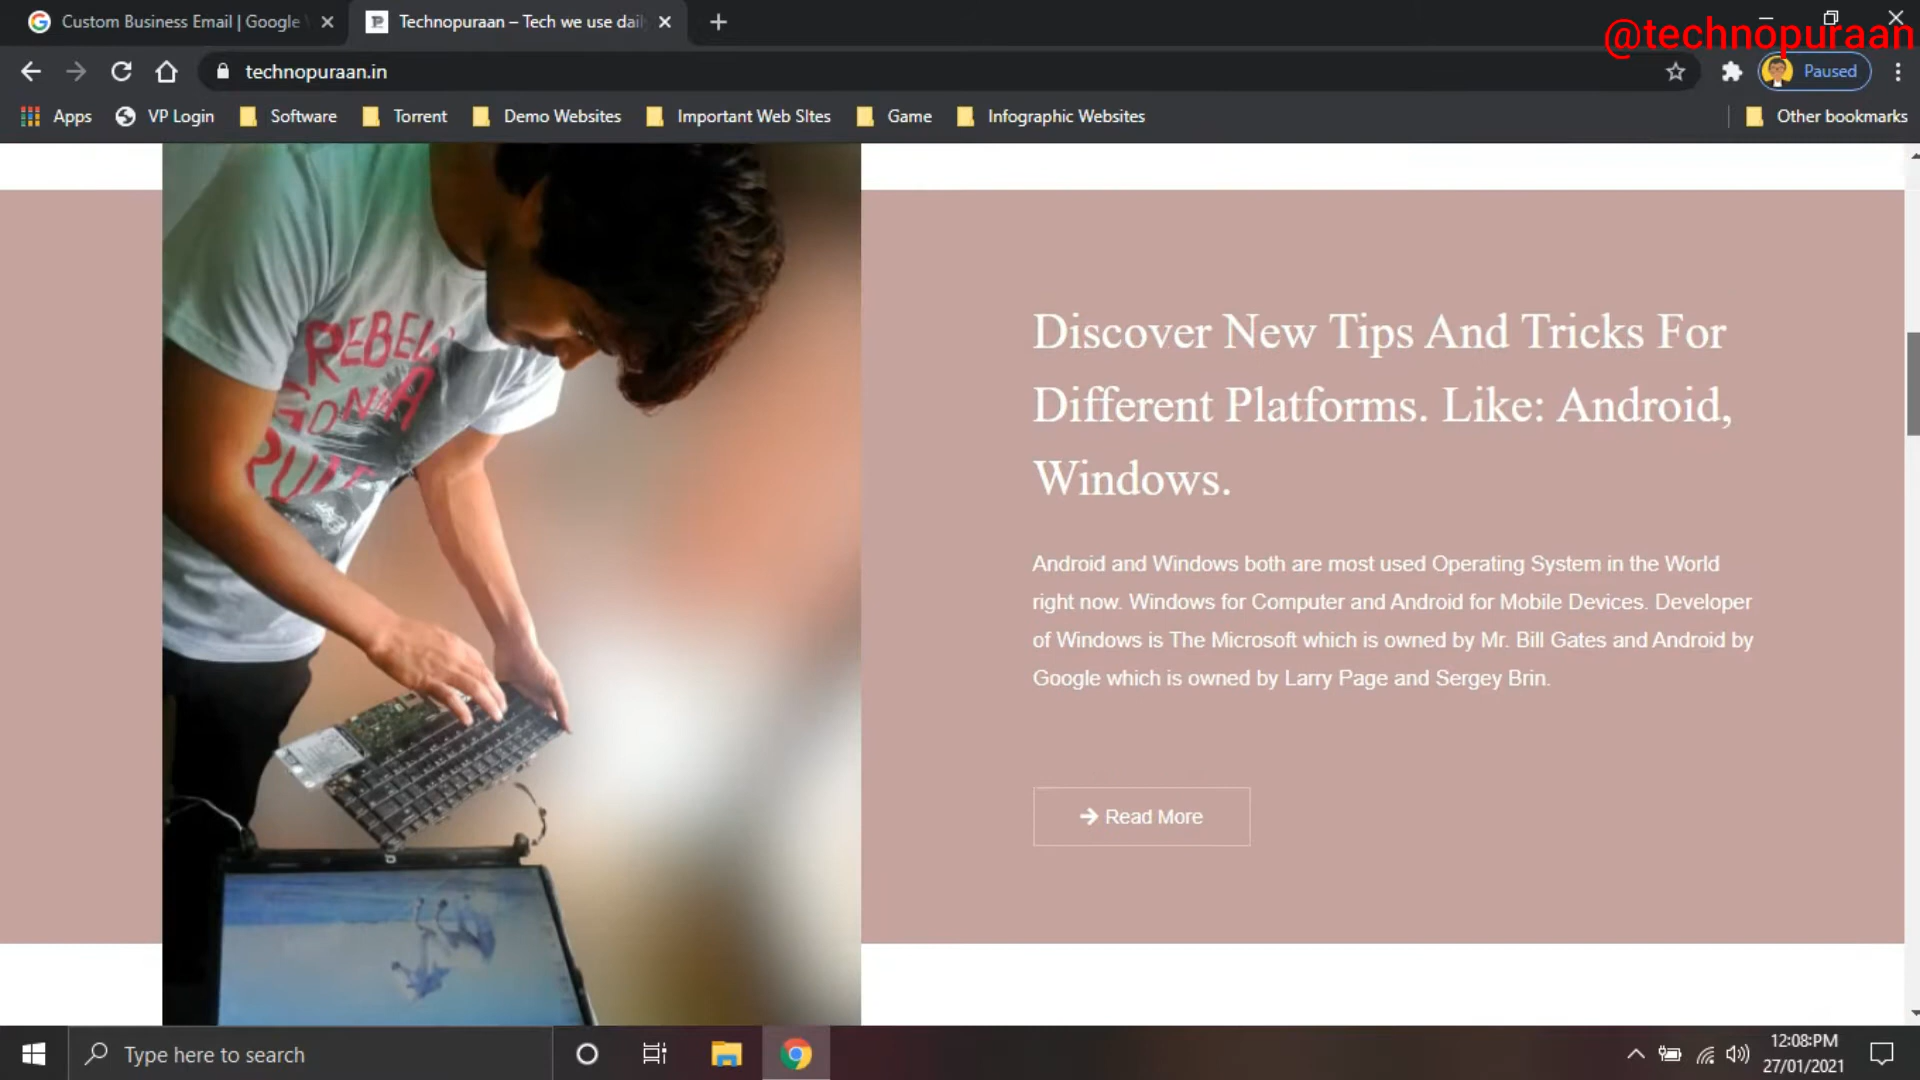 Custom Business Email | Google
Technopuraan – Tech we use dail
@technopuraan
technopuraan.in
Paused
Apps
VP Login
Software
Torrent
Demo Websites
Important Web SItes
Game
Infographic Websites
Other bookmarks
REBEL
GONNA
Discover New Tips And Tricks For
Different Platforms. Like: Android,
Windows.
Android and Windows both are most used Operating System in the World
right now. Windows for Computer and Android for Mobile Devices. Developer
of Windows is The Microsoft which is owned by Mr. Bill Gates and Android by
Google which is owned by Larry Page and Sergey Brin.
Read More
Type here to search
12:08:PM
27/01/2021